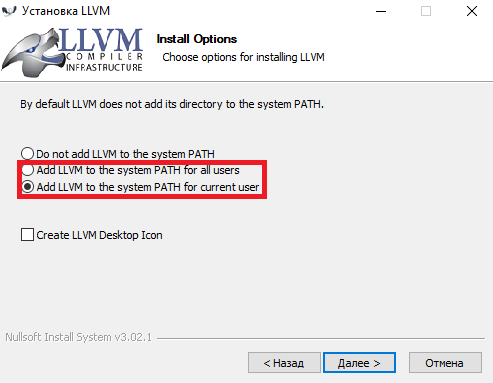 Установка LLVM
LLVM
COMPILER
INFRASTRUCTURE
Install Options
Choose options for installing LLVM
By default LLVM does not add its directory to the system PATH.
Do not add LLVM to the system PATH
Add LLVM to the system PATH for all users
Add LLVM to the system PATH for current user
Create LLVM Desktop Icon
Nullsoft Install System v3.02.1
< Назад
Далее >
Отмена